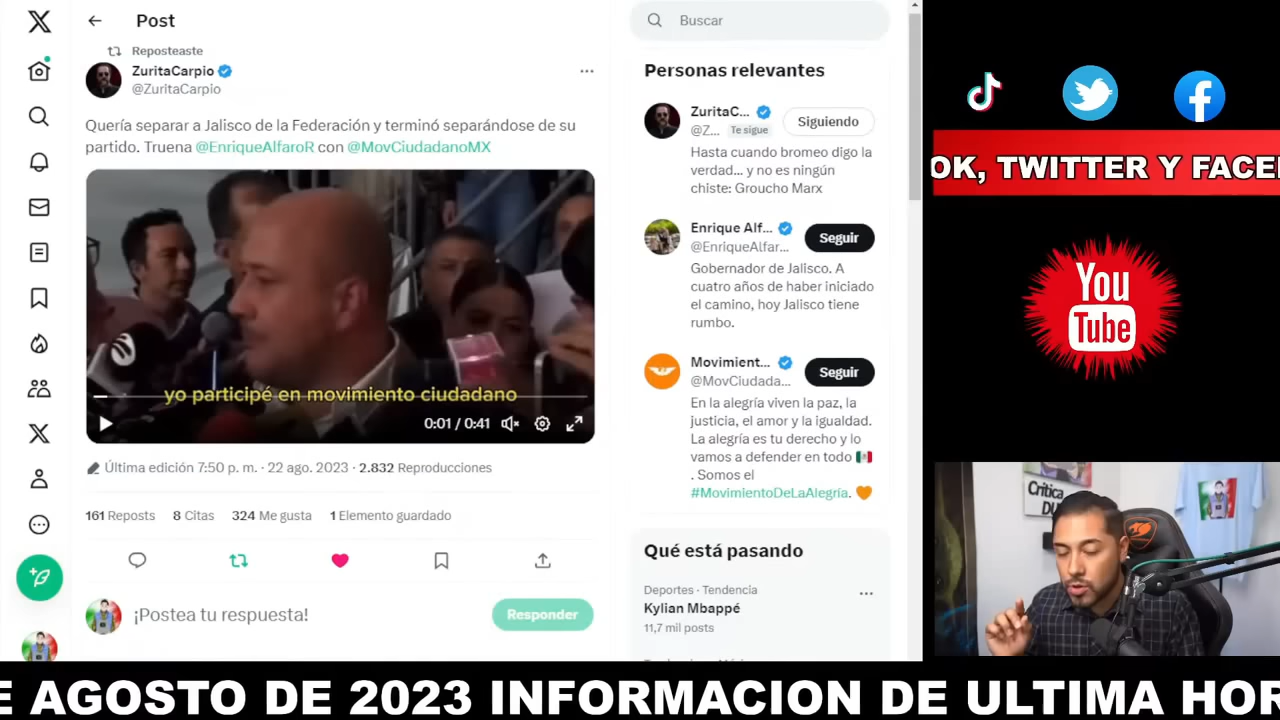 Post
Reposteaste
ZuritaCarpio
@ZuritaCarpio
Quería separar a Jalisco de la Federación y terminó separándose de su
partido. Truena @EnriqueAlfaroR con @MovCiudadanoMX
yo participé en movimiento ciudadano
0:01 / 0:41
Última edición 7:50 p. m. · 22 ago. 2023 · 2.832 Reproducciones
161 Reposts 8 Citas 324 Me gusta 1 Elemento guardado
¡Postea tu respuesta!
Responder
Buscar
Personas relevantes
ZuritaC...
@Z... Te sigue
Siguiendo
Hasta cuando bromeo digo la
verdad... y no es ningún
chiste: Groucho Marx
Enrique Alf...
@EnriqueAlfar...
Seguir
Gobernador de Jalisco. A
cuatro años de haber iniciado
el camino, hoy Jalisco tiene
rumbo.
Movimient...
@MovCiudada...
Seguir
En la alegría viven la paz, la
justicia, el amor y la igualdad.
La alegría es tu derecho y lo
vamos a defender en todo
. Somos el
#MovimientoDeLaAlegría.
Qué está pasando
Deportes · Tendencia
Kylian Mbappé
11,7 mil posts
OK, TWITTER Y FACE
You
Tube
Critica
E AGOSTO DE 2023 INFORMACION DE ULTIMA HOR